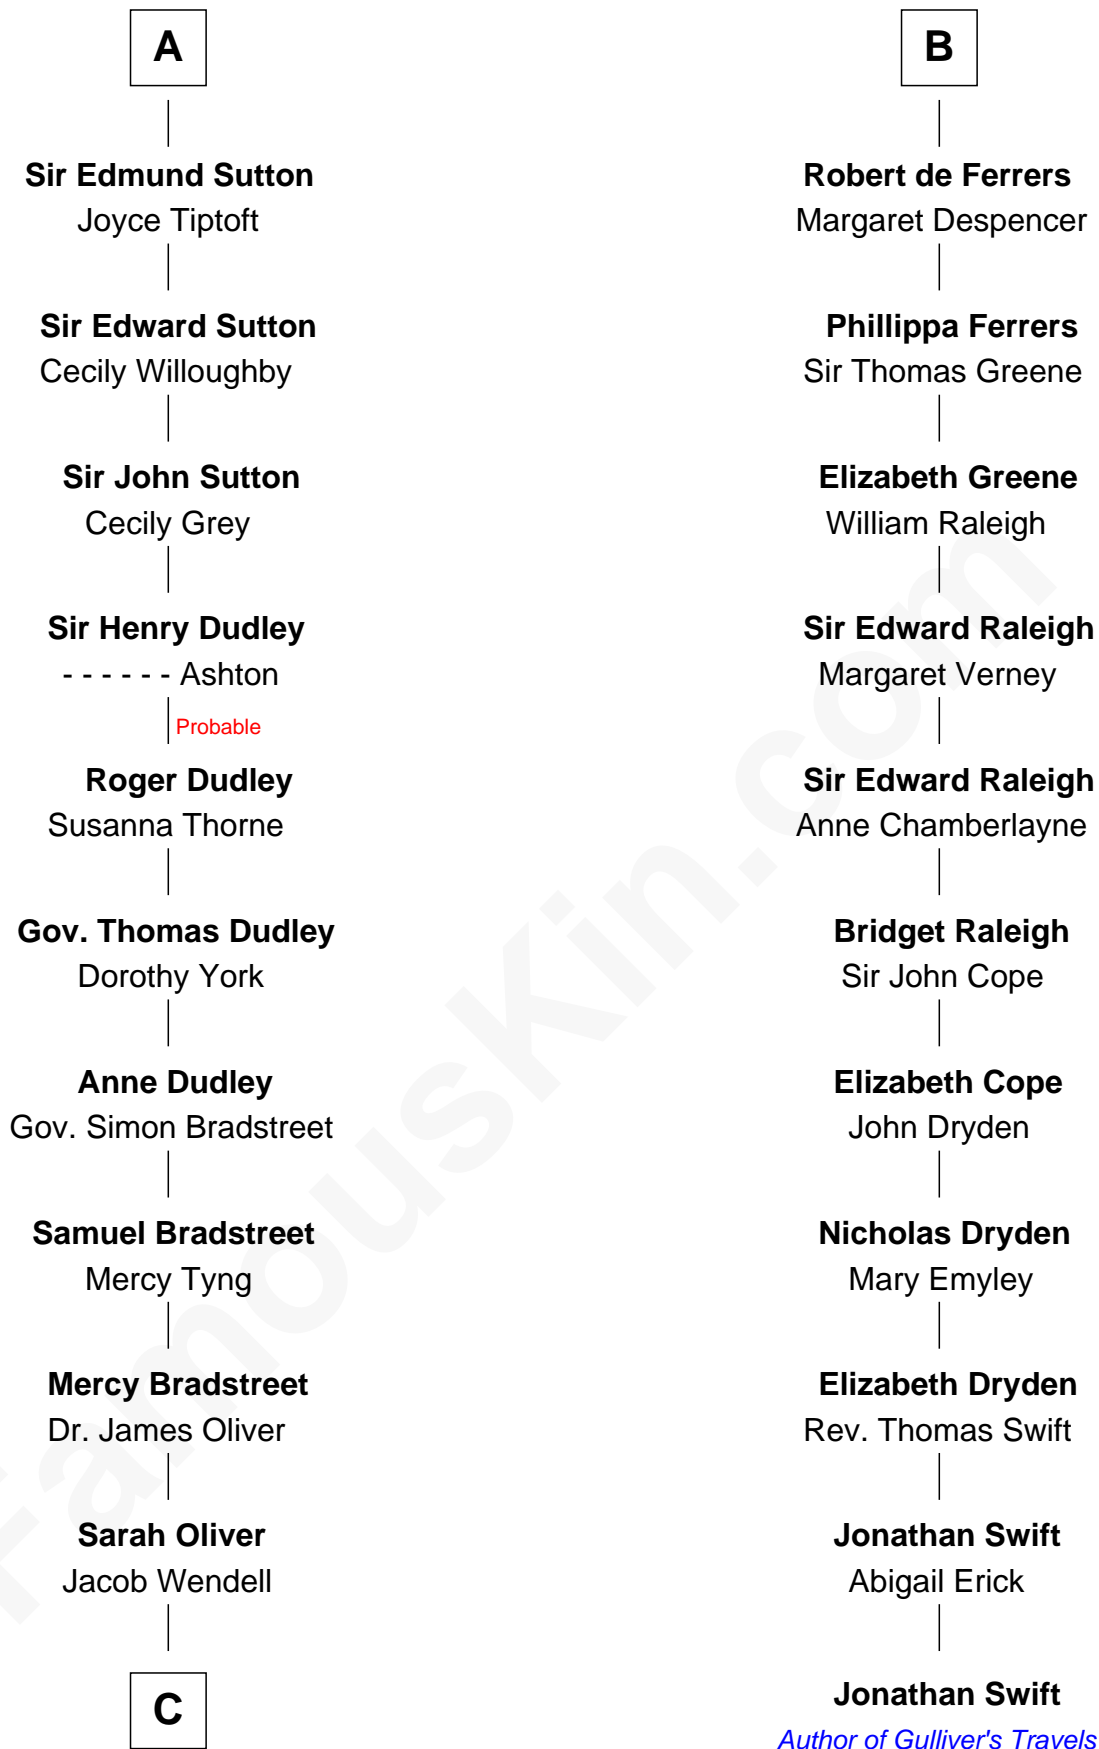 A
Sir Edmund Sutton
Joyce Tiptoft
Sir Edward Sutton
Cecily Willoughby
Sir John Sutton
Cecily Grey
Sir Henry Dudley
- - - - - - Ashton
Probable
Roger Dudley
Susanna Thorne
Gov. Thomas Dudley
Dorothy York
Anne Dudley
Gov. Simon Bradstreet
Samuel Bradstreet
Mercy Tyng
Mercy Bradstreet
Dr. James Oliver
Sarah Oliver
Jacob Wendell
C
B
Robert de Ferrers
Margaret Despencer
Phillippa Ferrers
Sir Thomas Greene
Elizabeth Greene
William Raleigh
Sir Edward Raleigh
Margaret Verney
Sir Edward Raleigh
Anne Chamberlayne
Bridget Raleigh
Sir John Cope
Elizabeth Cope
John Dryden
Nicholas Dryden
Mary Emyley
Elizabeth Dryden
Rev. Thomas Swift
Jonathan Swift
Abigail Erick
Jonathan Swift
Author of Gulliver's Travels
FamousKin.com